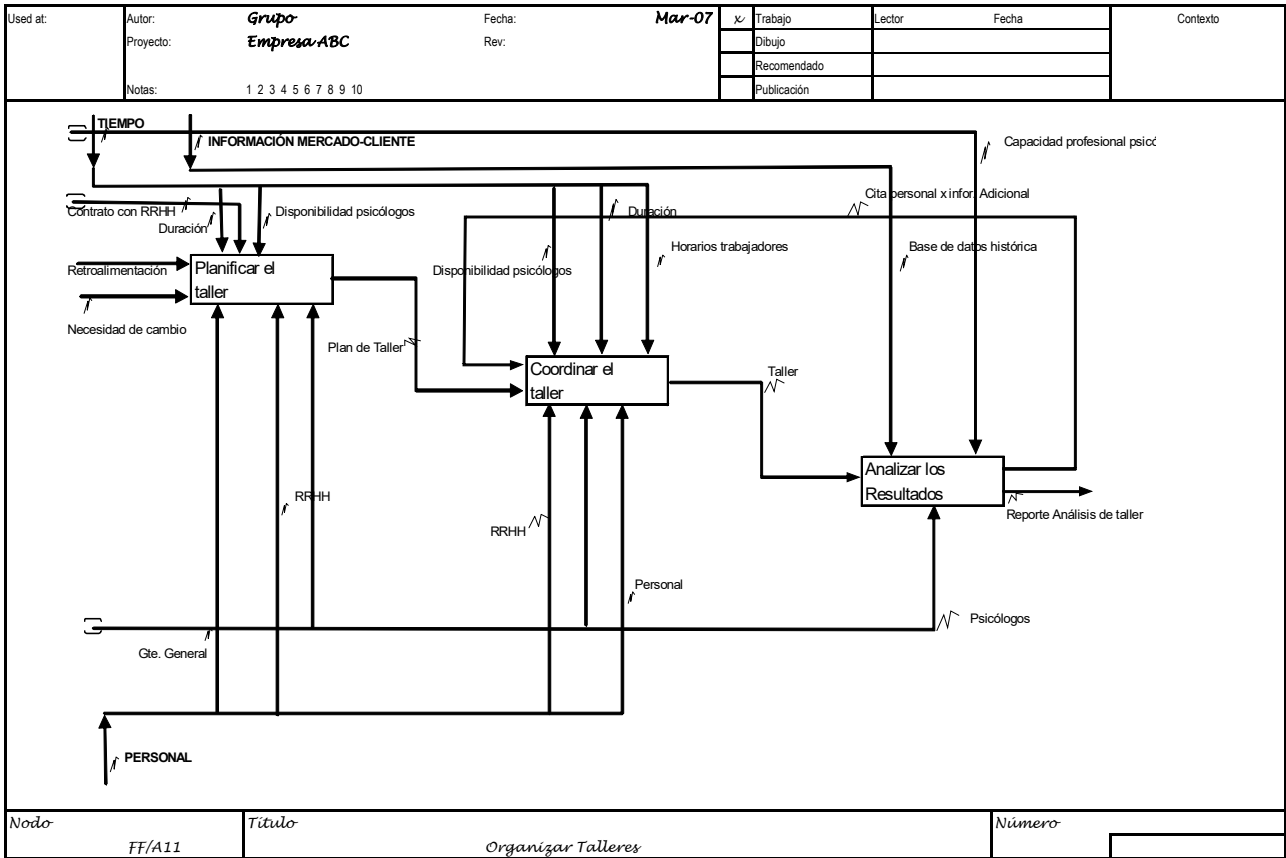 Used at:
Autor: Grupo Fecha: Mar-07
Proyecto: Empresa ABC Rev:
Notas: 1 2 3 4 5 6 7 8 9 10
x Trabajo Lector Fecha Contexto
Dibujo
Recomendado
Publicación
TIEMPO
INFORMACIÓN MERCADO-CLIENTE
Capacidad profesional psicó
Cita personal x infor. Adicional
Contrato con RRHH
Disponibilidad psicólogos
Duración
Duración
Horarios trabajadores
Base de datos histórica
Retroalimentación
Planificar el
taller
Disponibilidad psicólogos
Necesidad de cambio
Plan de Taller
Coordinar el
taller
Taller
Analizar los
Resultados
Reporte Análisis de taller
RRHH
RRHH
Personal
Psicólogos
Gte. General
PERSONAL
Nodo Título Número
FF/A11 Organizar Talleres